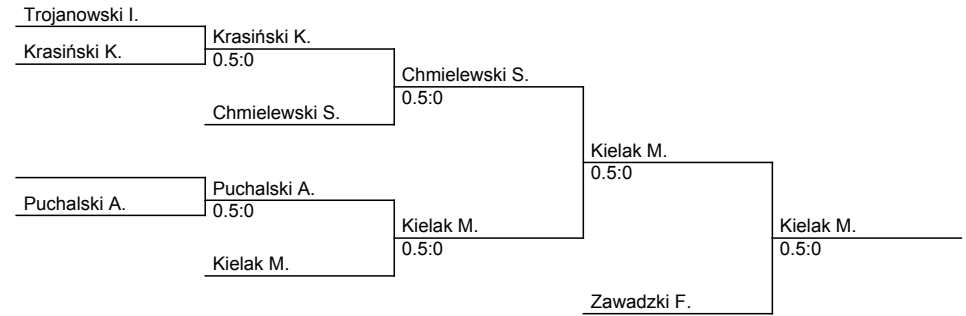 Trojanowski I.
Krasiński K.
Krasiński K.
0.5:0
Chmielewski S.
Chmielewski S.
0.5:0
Puchalski A.
Puchalski A.
0.5:0
Kielak M.
Kielak M.
0.5:0
Kielak M.
0.5:0
Zawadzki F.
Kielak M.
0.5:0